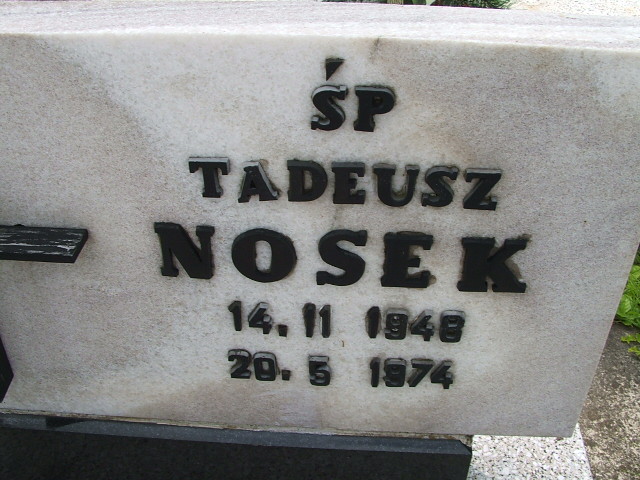 ŚP
TADEUSZ
NOSEK
14. 11 1948
20. 5 1974